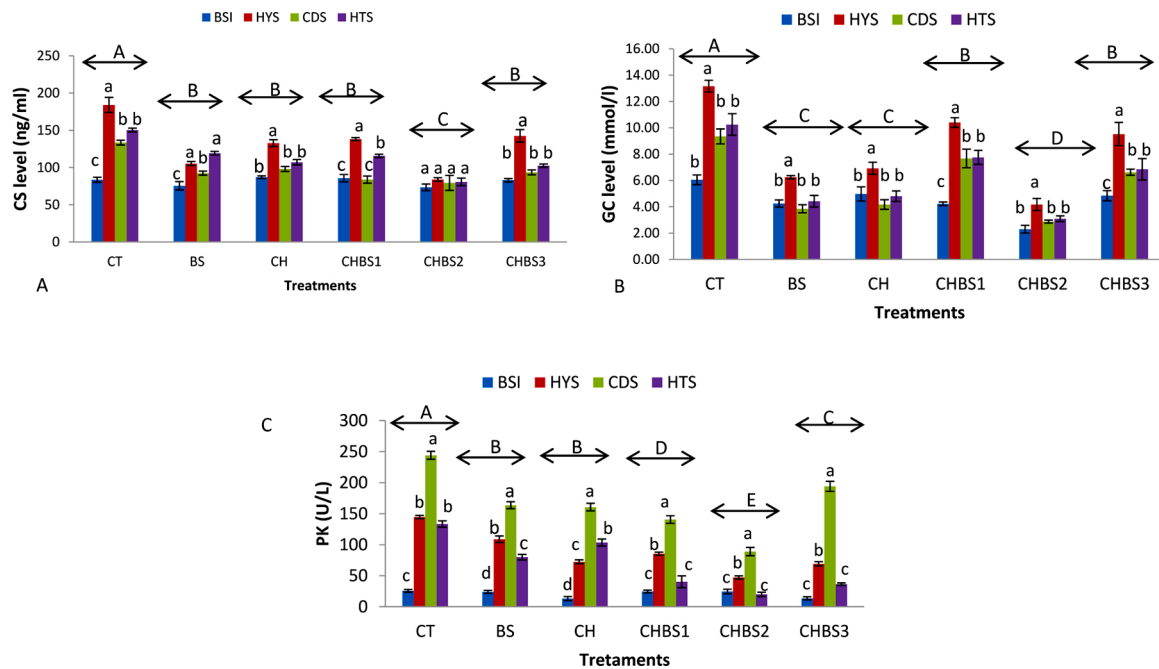 BSI HYS CDS HTS
CS level (ng/ml)
250
200
150
100
50
0
A
B
B
B
C
B
c a b b
c a b a
c a b b
c a c b
a a a a
b a b b
CT BS CH CHBS1 CHBS2 CHBS3
Treatments
A
BSI HYS CDS HTS
GC level (mmol/l)
16.00
14.00
12.00
10.00
8.00
6.00
4.00
2.00
0.00
A
C
C
B
D
B
b a b b
b a b b
b a b b
c a b b
b a b b
c a b b
CT BS CH CHBS1 CHBS2 CHBS3
Treatments
B
BSI HYS CDS HTS
C
PK (U/L)
300
250
200
150
100
50
0
A
B
B
D
E
C
c b a b
d b a c
d c a b
c b a c
c b a c
c b a c
CT BS CH CHBS1 CHBS2 CHBS3
Tretaments